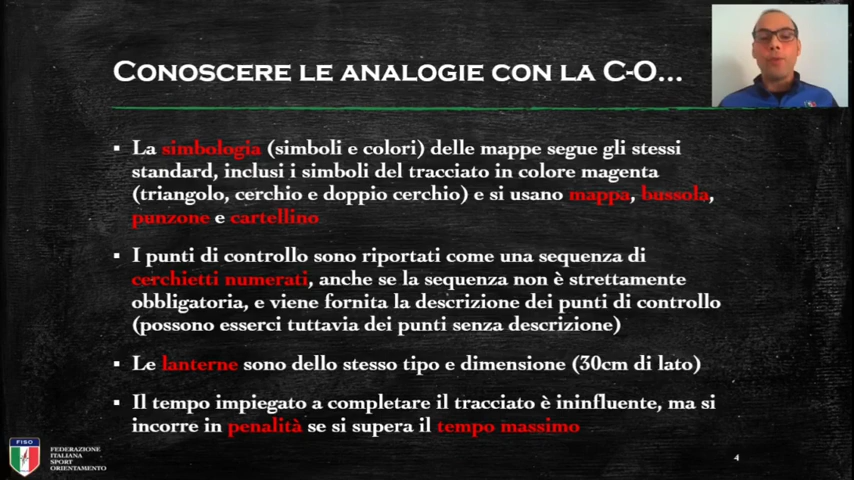 CONOSCERE LE ANALOGIE CON LA C-O...
▪ La simbologia (simboli e colori) delle mappe segue gli stessi
standard, inclusi i simboli del tracciato in colore magenta
(triangolo, cerchio e doppio cerchio) e si usano mappa, bussola,
punzone e cartellino
▪ I punti di controllo sono riportati come una sequenza di
cerchietti numerati, anche se la sequenza non è strettamente
obbligatoria, e viene fornita la descrizione dei punti di controllo
(possono esserci tuttavia dei punti senza descrizione)
▪ Le lanterne sono dello stesso tipo e dimensione (30cm di lato)
▪ Il tempo impiegato a completare il tracciato è ininfluente, ma si
incorre in penalità se si supera il tempo massimo
FISO
FEDERAZIONE
ITALIANA
SPORT
ORIENTAMENTO
4